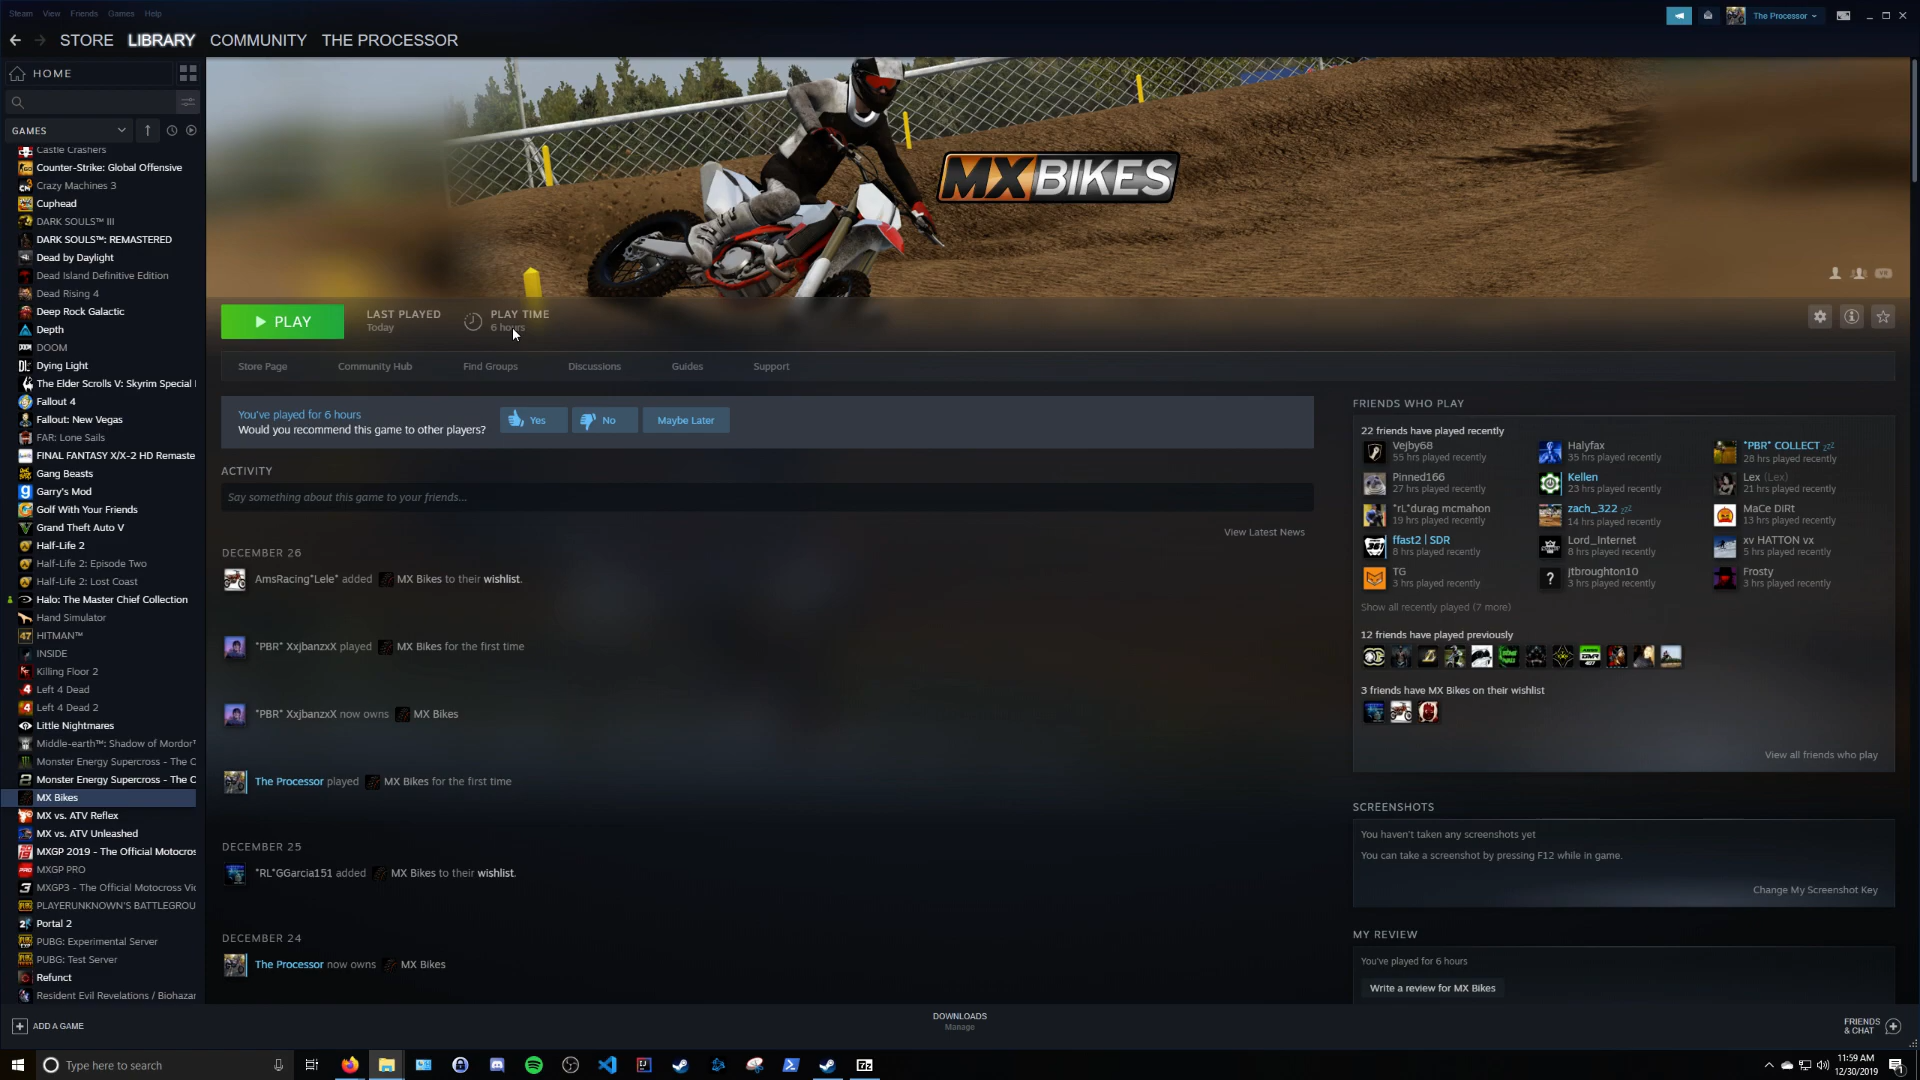 Steam View Friends Games Help
The Processor
STORE LIBRARY COMMUNITY THE PROCESSOR
HOME
GAMES
Castle Crashers
Counter-Strike: Global Offensive
Crazy Machines 3
Cuphead
DARK SOULS™ III
DARK SOULS™: REMASTERED
Dead by Daylight
Dead Island Definitive Edition
Dead Rising 4
Deep Rock Galactic
Depth
DOOM
Dying Light
The Elder Scrolls V: Skyrim Special
Fallout 4
Fallout: New Vegas
FAR: Lone Sails
FINAL FANTASY X/X-2 HD Remaste
Gang Beasts
Garry's Mod
Golf With Your Friends
Grand Theft Auto V
Half-Life 2
Half-Life 2: Episode Two
Half-Life 2: Lost Coast
Halo: The Master Chief Collection
Hand Simulator
HITMAN™
INSIDE
Killing Floor 2
Left 4 Dead
Left 4 Dead 2
Little Nightmares
Middle-earth™: Shadow of Mordor™
Monster Energy Supercross - The O
Monster Energy Supercross - The O
MX Bikes
MX vs. ATV Reflex
MX vs. ATV Unleashed
MXGP 2019 - The Official Motocros
MXGP PRO
MXGP3 - The Official Motocross Vi
PLAYERUNKNOWN'S BATTLEGROU
Portal 2
PUBG: Experimental Server
PUBG: Test Server
Refunct
Resident Evil Revelations / Biohazar
ADD A GAME
MX BIKES
PLAY
LAST PLAYED
Today
PLAY TIME
6 hours
Store Page Community Hub Find Groups Discussions Guides Support
You've played for 6 hours
Would you recommend this game to other players?
Yes No Maybe Later
ACTIVITY
Say something about this game to your friends...
View Latest News
DECEMBER 26
AmsRacing*Lele* added MX Bikes to their wishlist.
*PBR* XxjbanzxX played MX Bikes for the first time
*PBR* XxjbanzxX now owns MX Bikes
The Processor played MX Bikes for the first time
DECEMBER 25
*RL*GGarcia151 added MX Bikes to their wishlist.
DECEMBER 24
The Processor now owns MX Bikes
FRIENDS WHO PLAY
22 friends have played recently
Vejby68
55 hrs played recently
Halyfax
35 hrs played recently
*PBR* COLLECT zzz
28 hrs played recently
Pinned166
27 hrs played recently
Kellen
23 hrs played recently
Lex (Lex)
21 hrs played recently
*rL*durag mcmahon
19 hrs played recently
zach_322 zzz
14 hrs played recently
MaCe DiRt
13 hrs played recently
ffast2 | SDR
8 hrs played recently
Lord_Internet
8 hrs played recently
xv HATTON vx
5 hrs played recently
TG
3 hrs played recently
jtbroughton10
3 hrs played recently
Frosty
3 hrs played recently
Show all recently played (7 more)
12 friends have played previously
3 friends have MX Bikes on their wishlist
View all friends who play
SCREENSHOTS
You haven't taken any screenshots yet
You can take a screenshot by pressing F12 while in game.
Change My Screenshot Key
MY REVIEW
You've played for 6 hours
Write a review for MX Bikes
DOWNLOADS
Manage
FRIENDS
& CHAT
Type here to search
11:59 AM
12/30/2019